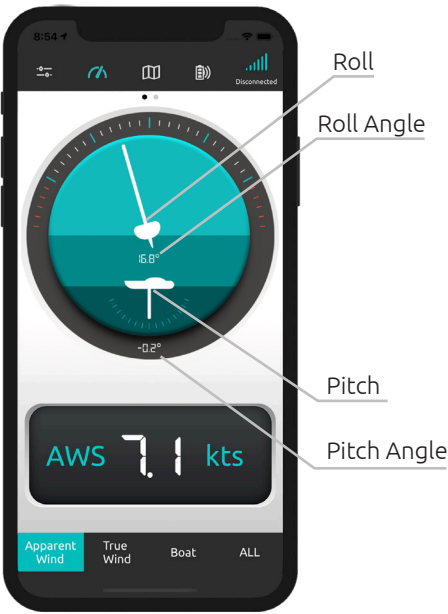 8:54
Disconnected
Roll
Roll Angle
16.8°
-0.2°
Pitch
Pitch Angle
AWS 7.1 kts
Apparent
Wind
True
Wind
Boat
ALL